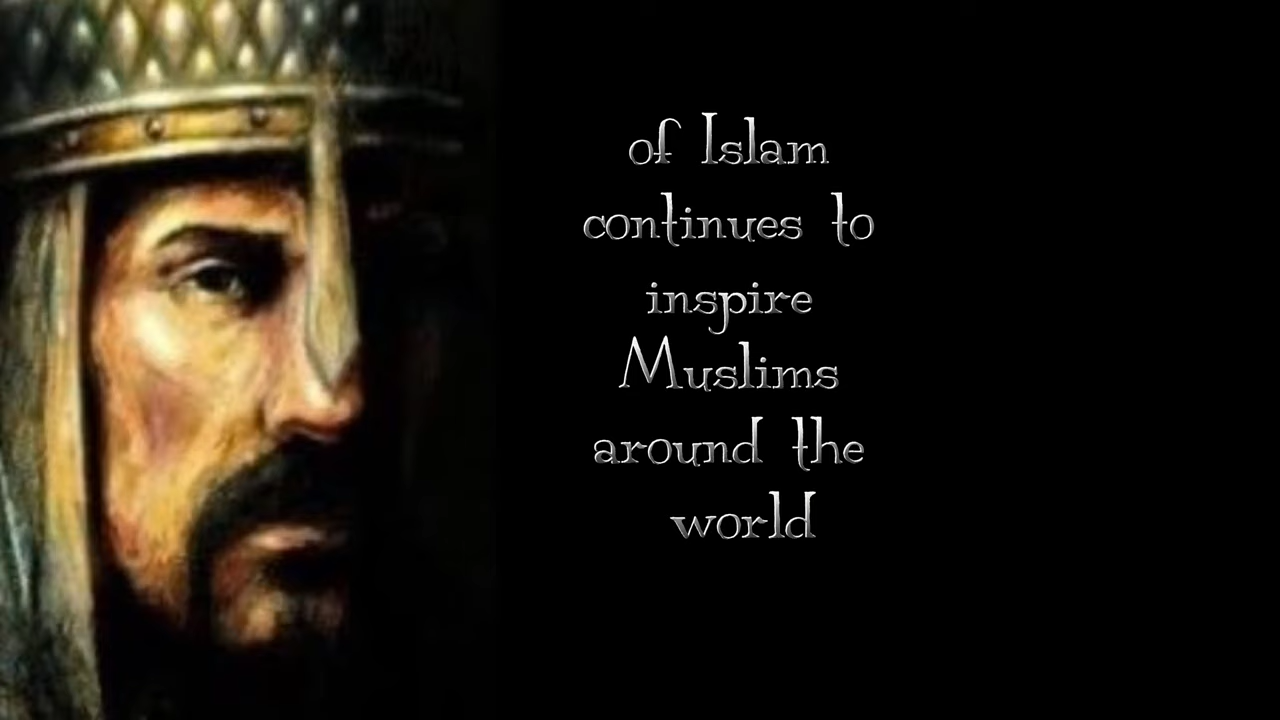 of Islam
continues to
inspire
Muslims
around the
world